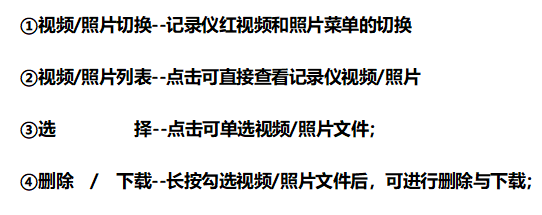 ①视频/照片切换--记录仪红视频和照片菜单的切换
②视频/照片列表--点击可直接查看记录仪视频/照片
③选　　　　择--点击可单选视频/照片文件；
④删除　/　下载--长按勾选视频/照片文件后，可进行删除与下载；